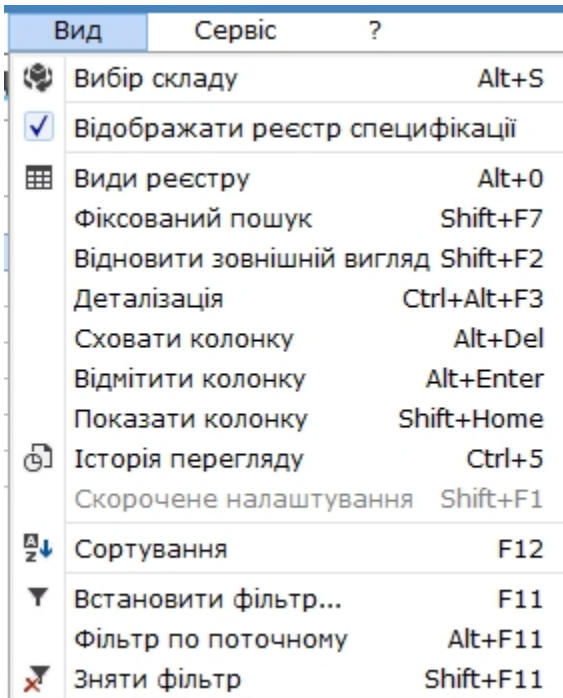 Вид Сервіс ?
Вибір складу Alt+S
Відображати реєстр специфікації
Види реєстру Alt+0
Фіксований пошук Shift+F7
Відновити зовнішній вигляд Shift+F2
Деталізація Ctrl+Alt+F3
Сховати колонку Alt+Del
Відмітити колонку Alt+Enter
Показати колонку Shift+Home
Історія перегляду Ctrl+5
Скорочене налаштування Shift+F1
Сортування F12
Встановити фільтр... F11
Фільтр по поточному Alt+F11
Зняти фільтр Shift+F11